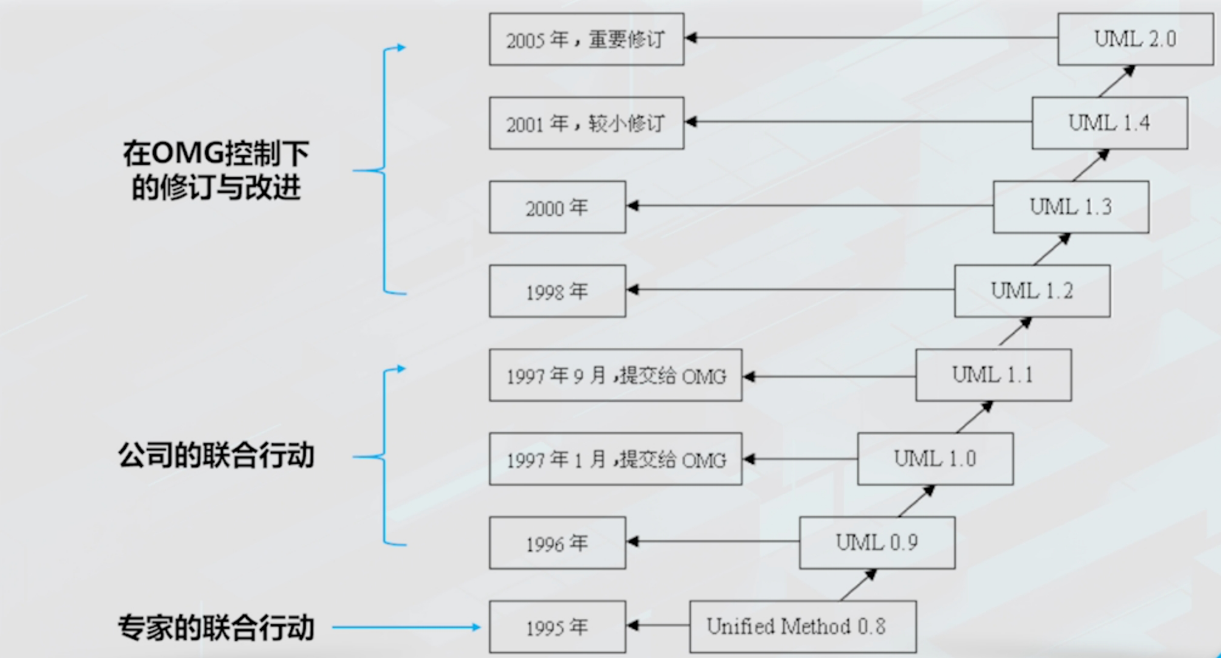 2005 年，重要修订
UML 2.0
2001 年，较小修订
UML 1.4
在OMG控制下
的修订与改进
2000 年
UML 1.3
1998 年
UML 1.2
1997 年 9 月,提交给 OMG
UML 1.1
公司的联合行动
1997 年 1 月,提交给 OMG
UML 1.0
1996 年
UML 0.9
专家的联合行动
1995 年
Unified Method 0.8